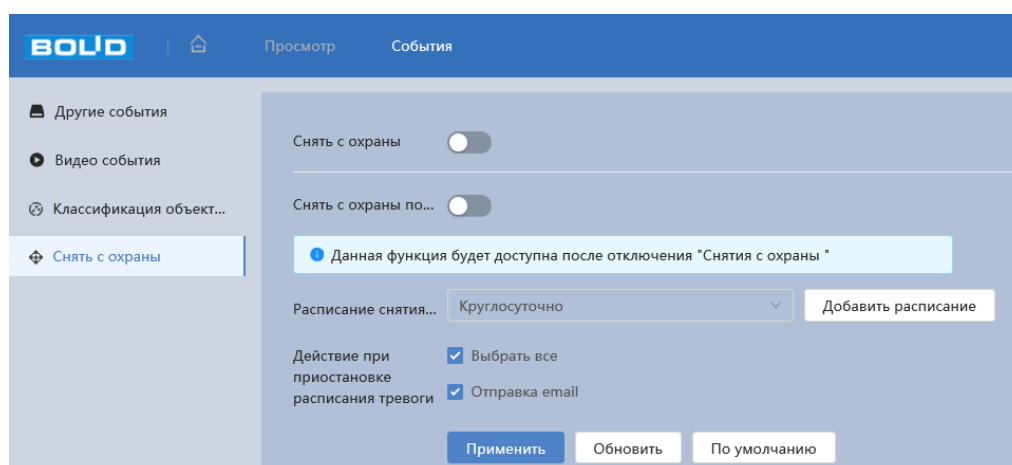 BOLID
Просмотр
События
Другие события
Видео события
Классификация объект...
Снять с охраны
Снять с охраны
Снять с охраны по...
Данная функция будет доступна после отключения "Снятия с охраны "
Расписание снятия...
Круглосуточно
Добавить расписание
Действие при
приостановке
расписания тревоги
Выбрать все
Отправка email
Применить
Обновить
По умолчанию